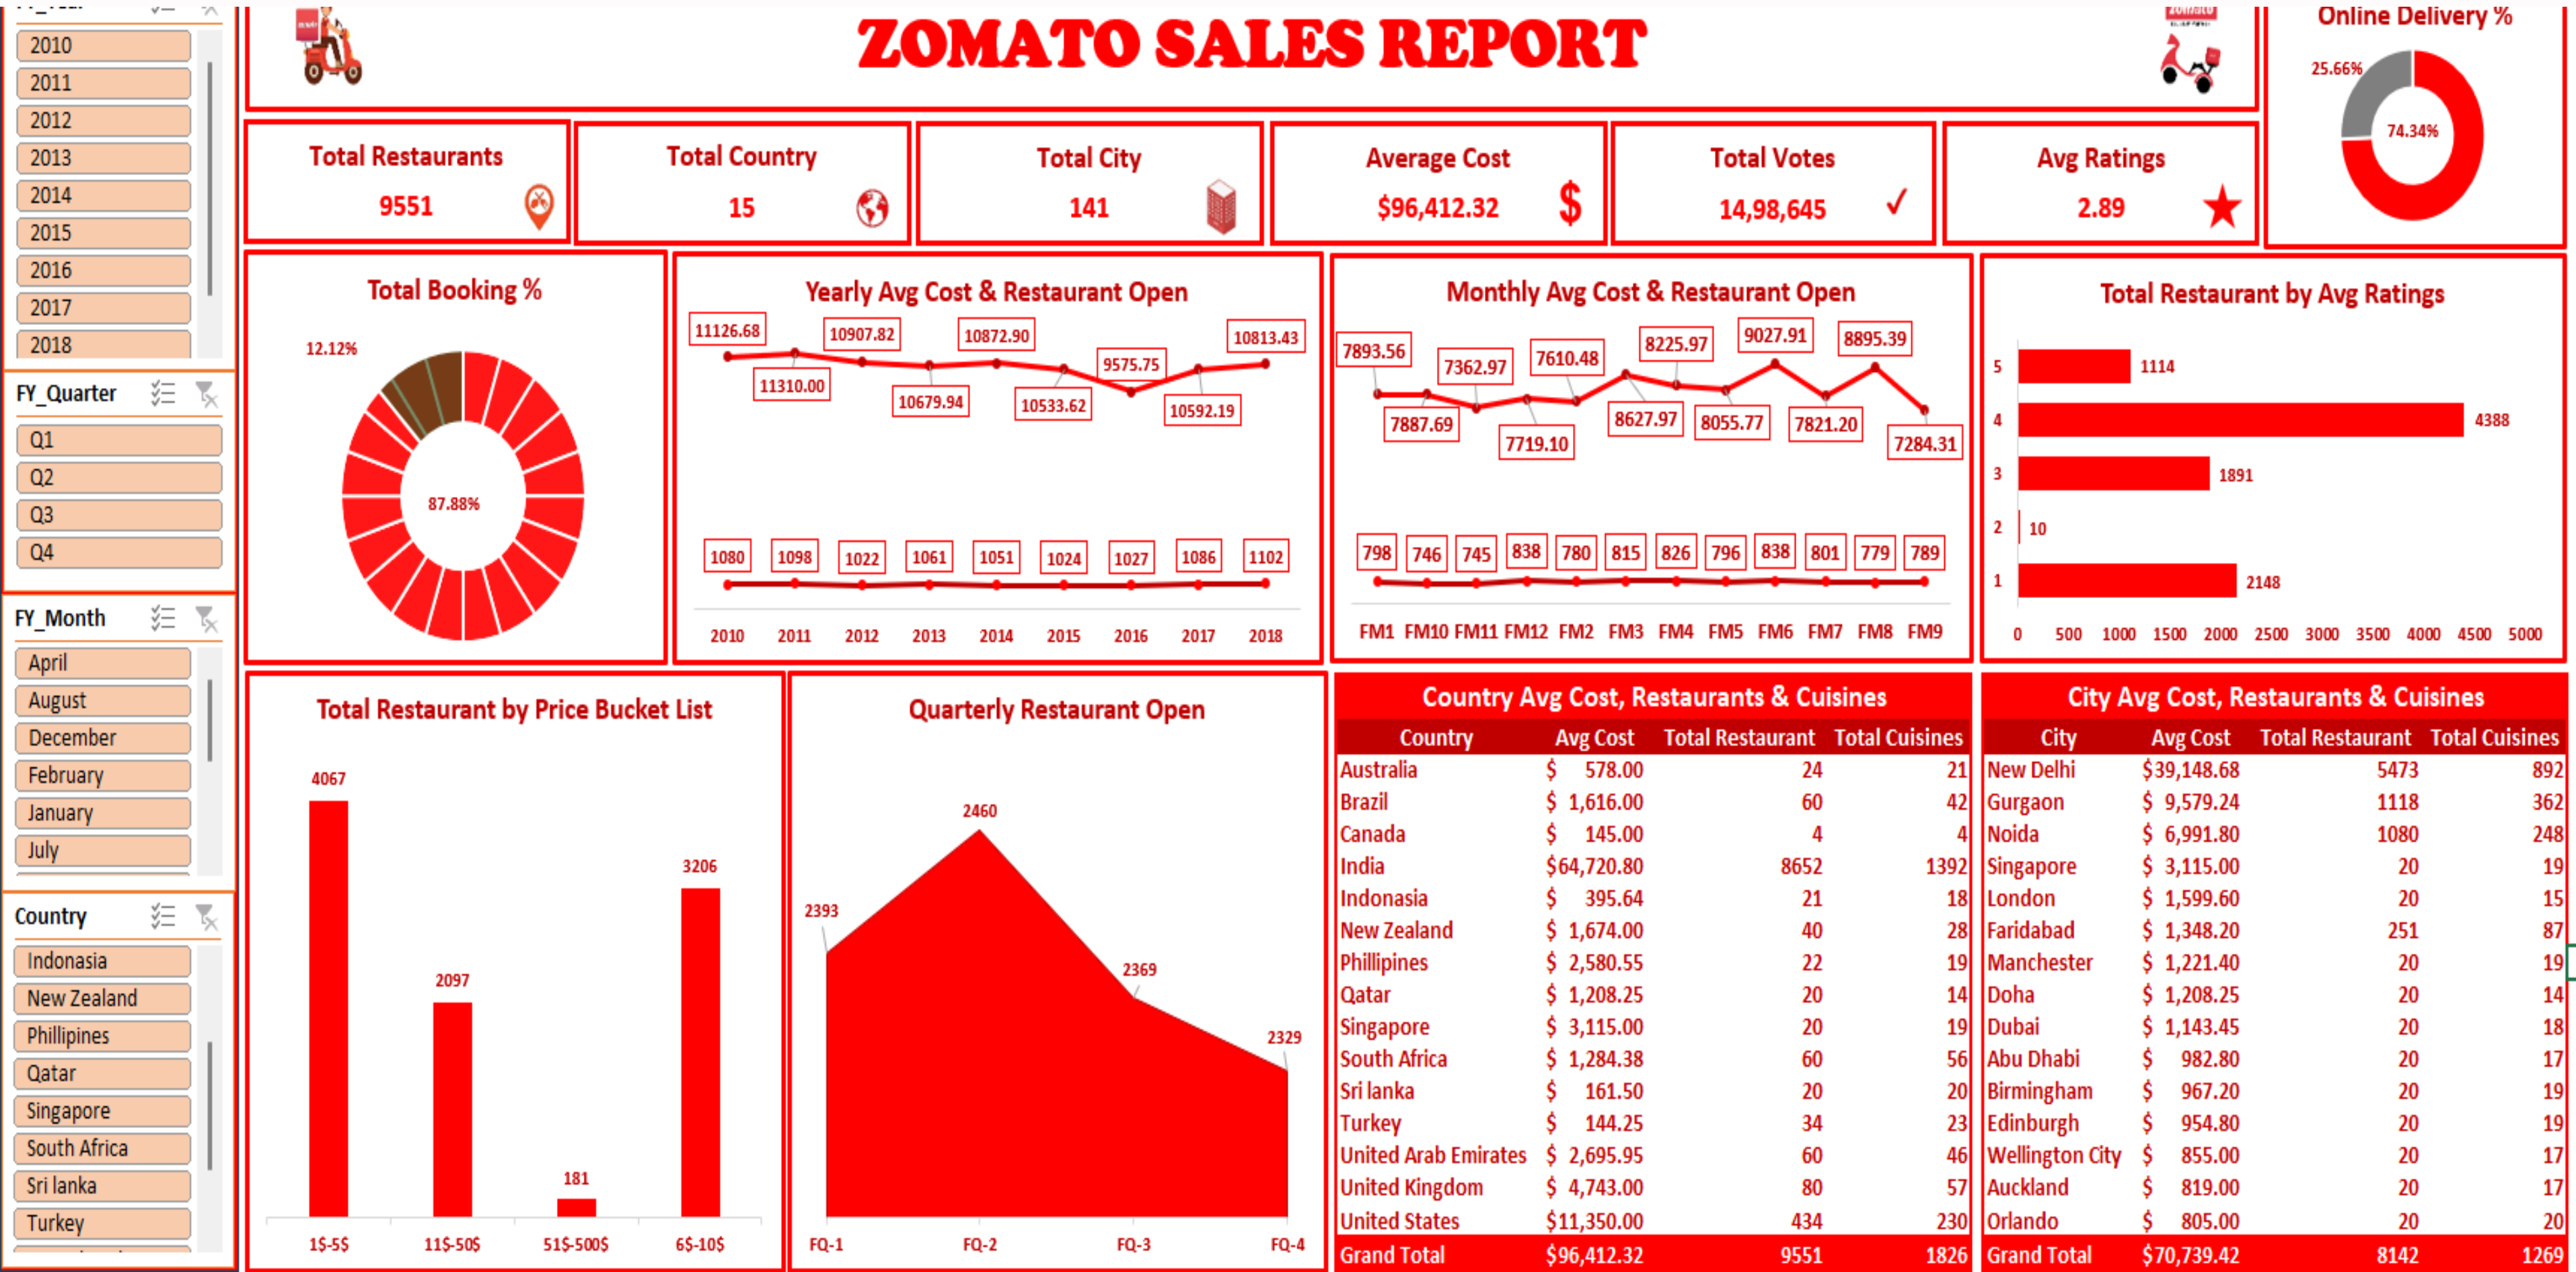 FY_Year
2010
2011
2012
2013
2014
2015
2016
2017
2018
FY_Quarter
Q1
Q2
Q3
Q4
FY_Month
April
August
December
February
January
July
Country
Indonasia
New Zealand
Phillipines
Qatar
Singapore
South Africa
Sri lanka
Turkey
zomato
ZOMATO SALES REPORT
zomato
Online Delivery %
25.66%
74.34%
Total Restaurants
9551
Total Country
15
Total City
141
Average Cost
$96,412.32
$
Total Votes
14,98,645
Avg Ratings
2.89
Total Booking %
12.12%
87.88%
Yearly Avg Cost & Restaurant Open
11126.68 11310.00 10907.82 10679.94 10872.90 10533.62 9575.75 10592.19 10813.43
1080 1098 1022 1061 1051 1024 1027 1086 1102
2010 2011 2012 2013 2014 2015 2016 2017 2018
Monthly Avg Cost & Restaurant Open
7893.56 7887.69 7362.97 7719.10 7610.48 8627.97 8225.97 8055.77 9027.91 7821.20 8895.39 7284.31
798 746 745 838 780 815 826 796 838 801 779 789
FM1 FM10 FM11 FM12 FM2 FM3 FM4 FM5 FM6 FM7 FM8 FM9
Total Restaurant by Avg Ratings
5 1114
4 4388
3 1891
2 10
1 2148
0 500 1000 1500 2000 2500 3000 3500 4000 4500 5000
Total Restaurant by Price Bucket List
4067
2097
181
3206
1$-5$ 11$-50$ 51$-500$ 6$-10$
Quarterly Restaurant Open
2393
2460
2369
2329
FQ-1 FQ-2 FQ-3 FQ-4
Country Avg Cost, Restaurants & Cuisines
Country Avg Cost Total Restaurant Total Cuisines
Australia $ 578.00 24 21
Brazil $ 1,616.00 60 42
Canada $ 145.00 4 4
India $64,720.80 8652 1392
Indonasia $ 395.64 21 18
New Zealand $ 1,674.00 40 28
Phillipines $ 2,580.55 22 19
Qatar $ 1,208.25 20 14
Singapore $ 3,115.00 20 19
South Africa $ 1,284.38 60 56
Sri lanka $ 161.50 20 20
Turkey $ 144.25 34 23
United Arab Emirates $ 2,695.95 60 46
United Kingdom $ 4,743.00 80 57
United States $11,350.00 434 230
Grand Total $96,412.32 9551 1826
City Avg Cost, Restaurants & Cuisines
City Avg Cost Total Restaurant Total Cuisines
New Delhi $39,148.68 5473 892
Gurgaon $ 9,579.24 1118 362
Noida $ 6,991.80 1080 248
Singapore $ 3,115.00 20 19
London $ 1,599.60 20 15
Faridabad $ 1,348.20 251 87
Manchester $ 1,221.40 20 19
Doha $ 1,208.25 20 14
Dubai $ 1,143.45 20 18
Abu Dhabi $ 982.80 20 17
Birmingham $ 967.20 20 19
Edinburgh $ 954.80 20 19
Wellington City $ 855.00 20 17
Auckland $ 819.00 20 17
Orlando $ 805.00 20 20
Grand Total $70,739.42 8142 1269